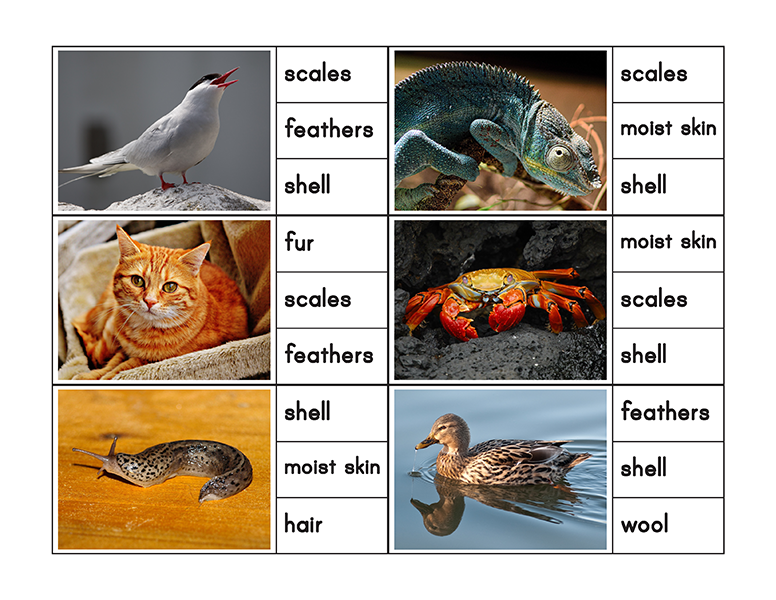 scales
feathers
shell
scales
moist skin
shell
fur
scales
feathers
moist skin
scales
shell
shell
moist skin
hair
feathers
shell
wool